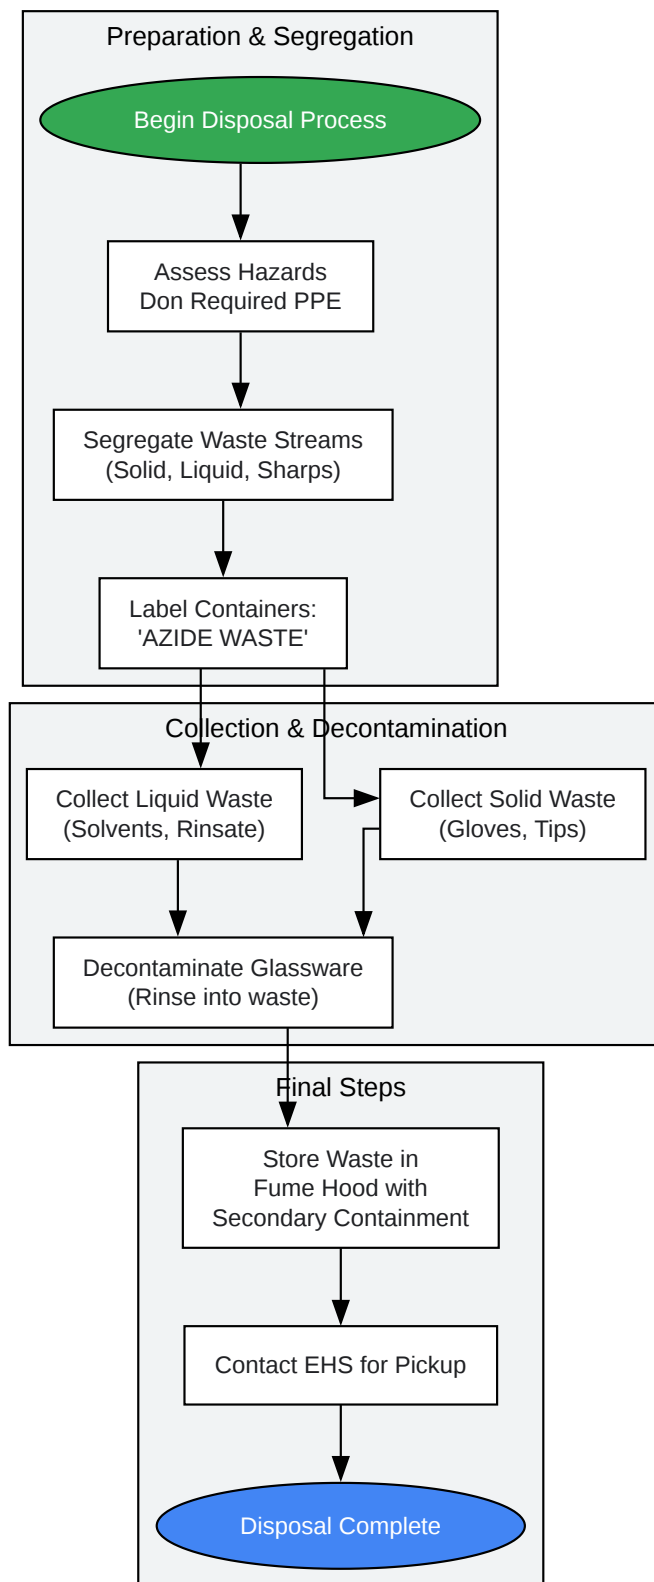 Preparation & Segregation
Begin Disposal Process
Assess Hazards
Don Required PPE
Segregate Waste Streams
(Solid, Liquid, Sharps)
Label Containers:
'AZIDE WASTE'
Collection & Decontamination
Collect Liquid Waste
(Solvents, Rinsate)
Collect Solid Waste
(Gloves, Tips)
Decontaminate Glassware
(Rinse into waste)
Final Steps
Store Waste in
Fume Hood with
Secondary Containment
Contact EHS for Pickup
Disposal Complete